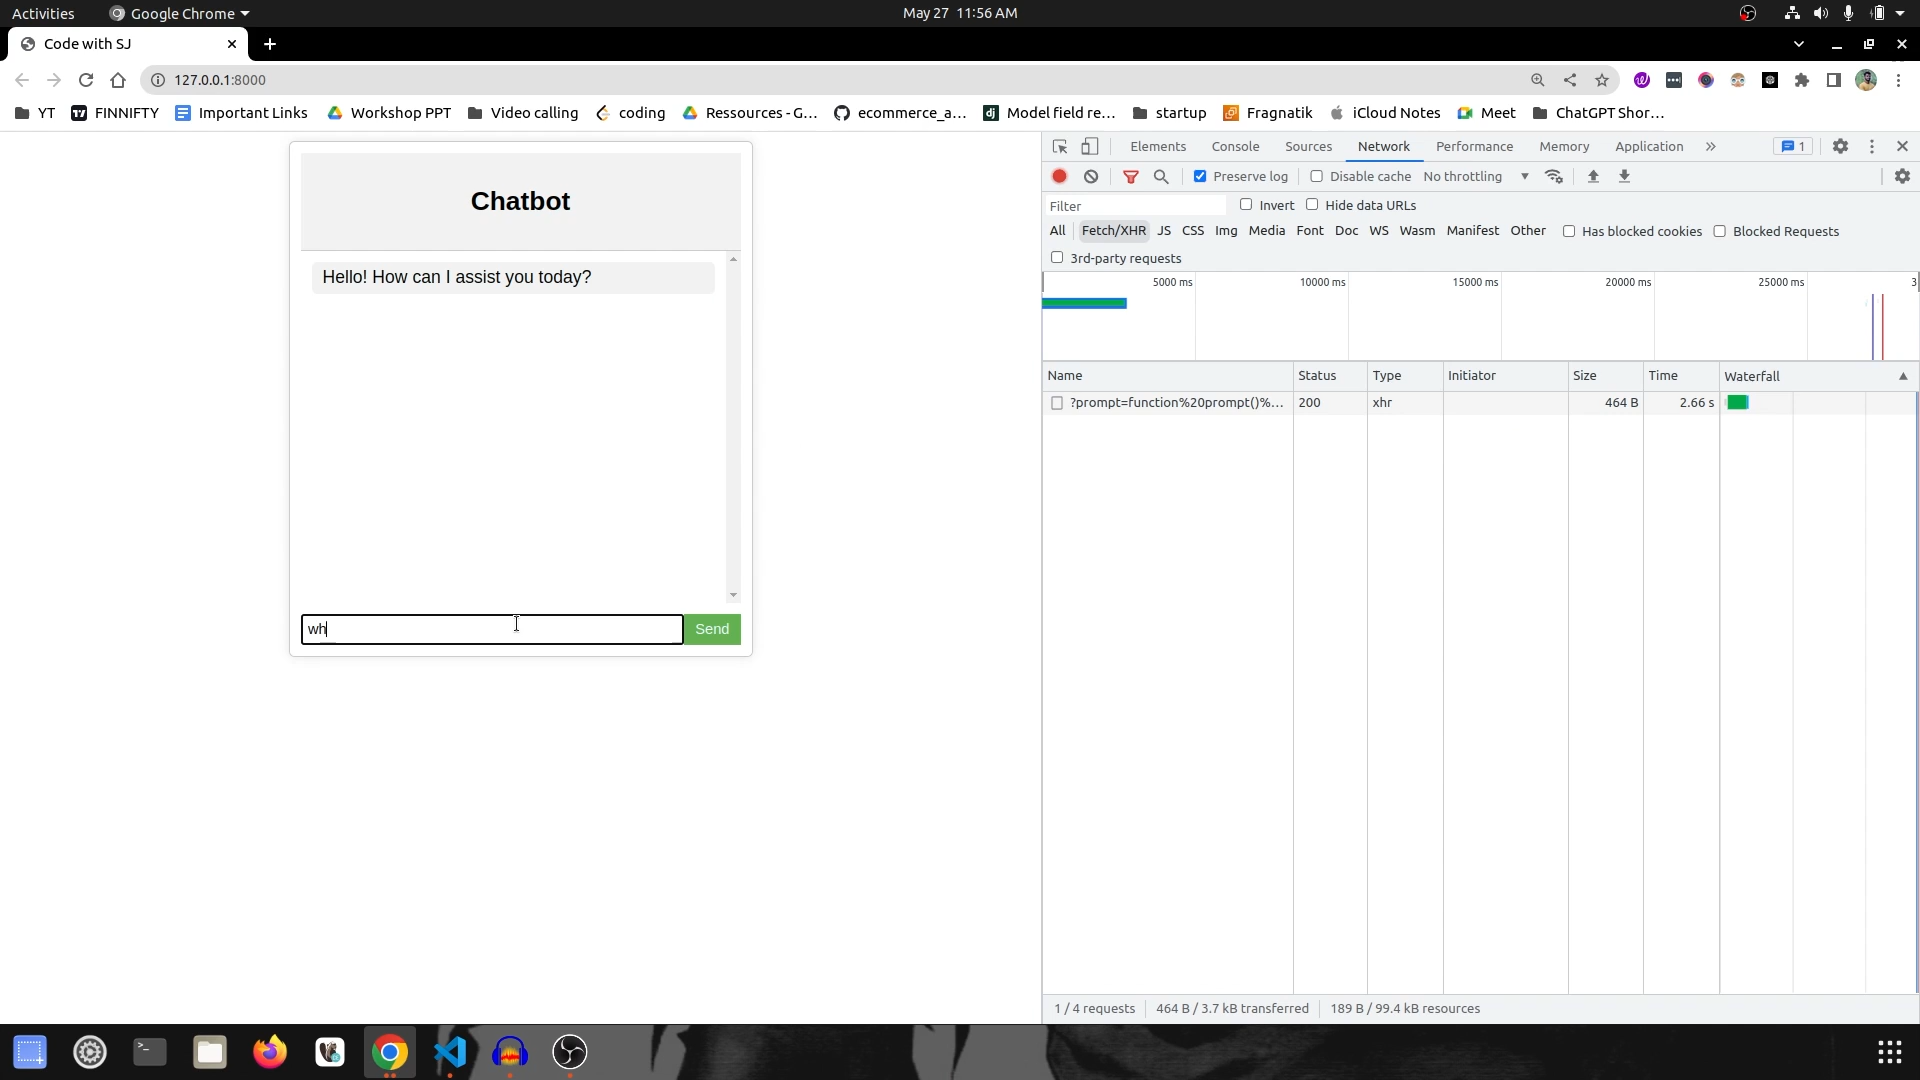 Activities Google Chrome May 27 11:56 AM
Code with SJ
127.0.0.1:8000
YT FINNIFTY Important Links Workshop PPT Video calling coding Ressources - G... ecommerce_a... Model field re... startup Fragnatik iCloud Notes Meet ChatGPT Shor...
Chatbot
Hello! How can I assist you today?
wh
Send
Elements Console Sources Network Performance Memory Application » 1
Preserve log Disable cache No throttling
Filter Invert Hide data URLs
All Fetch/XHR JS CSS Img Media Font Doc WS Wasm Manifest Other Has blocked cookies Blocked Requests
3rd-party requests
5000 ms 10000 ms 15000 ms 20000 ms 25000 ms 3
Name Status Type Initiator Size Time Waterfall
?prompt=function%20prompt()%... 200 xhr 464 B 2.66 s
1 / 4 requests 464 B / 3.7 kB transferred 189 B / 99.4 kB resources